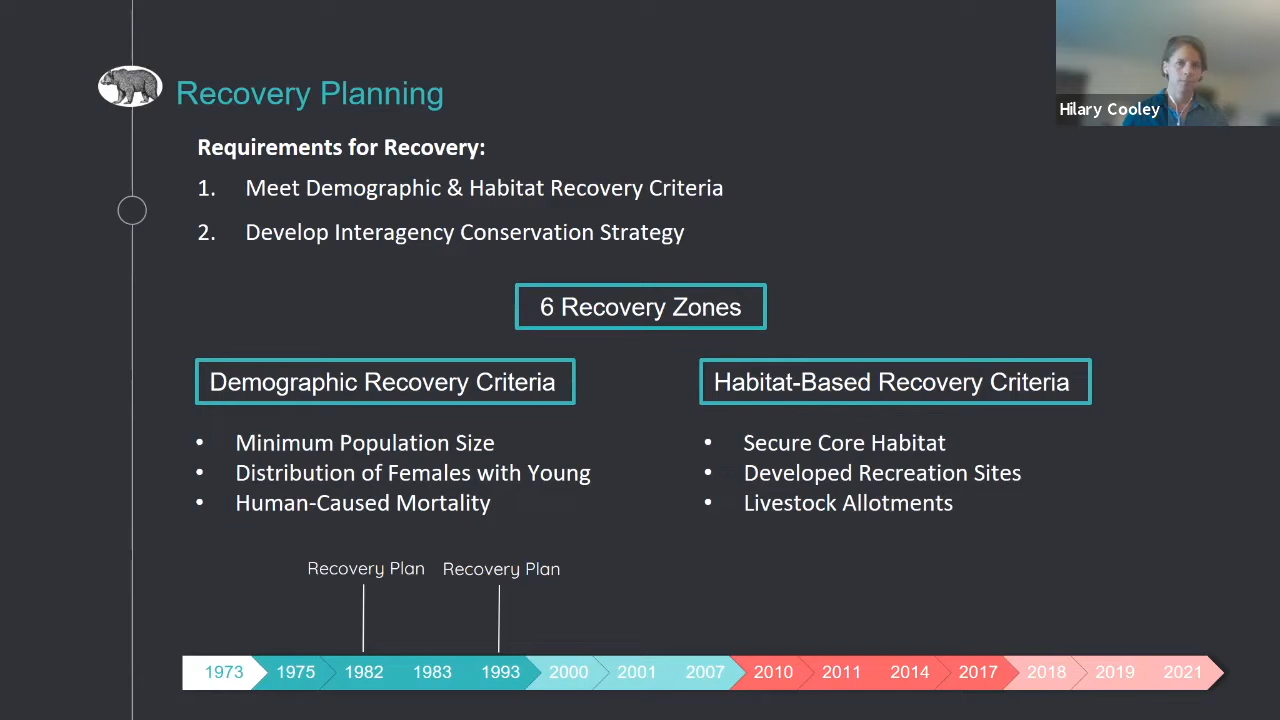 Recovery Planning
Hilary Cooley
Requirements for Recovery:
1. Meet Demographic & Habitat Recovery Criteria
2. Develop Interagency Conservation Strategy
6 Recovery Zones
Demographic Recovery Criteria
• Minimum Population Size
• Distribution of Females with Young
• Human-Caused Mortality
Habitat-Based Recovery Criteria
• Secure Core Habitat
• Developed Recreation Sites
• Livestock Allotments
Recovery Plan Recovery Plan
1973 1975 1982 1983 1993 2000 2001 2007 2010 2011 2014 2017 2018 2019 2021